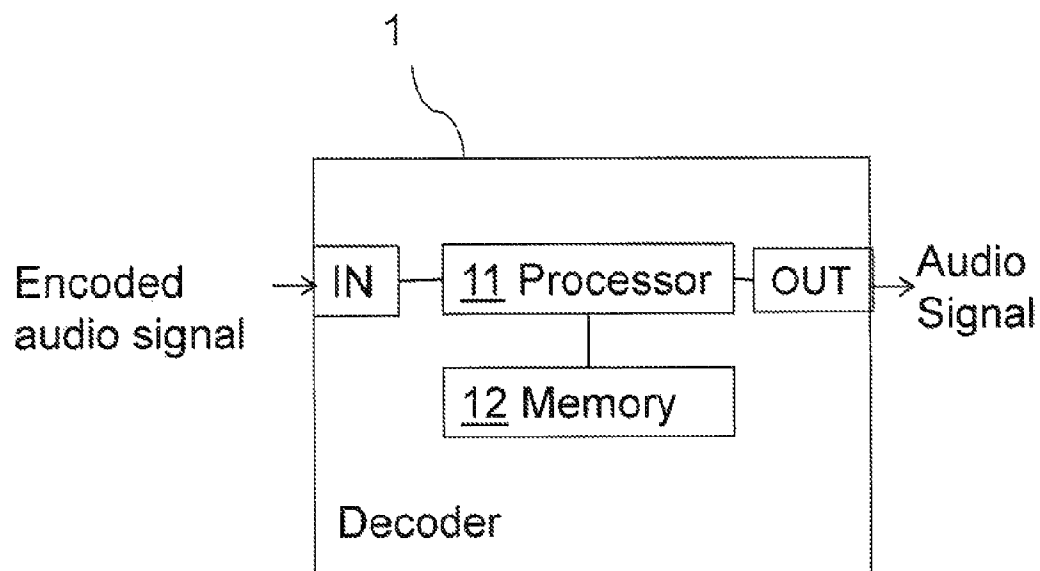 1
Encoded
audio signal
IN
11 Processor
OUT
Audio
Signal
12 Memory
Decoder